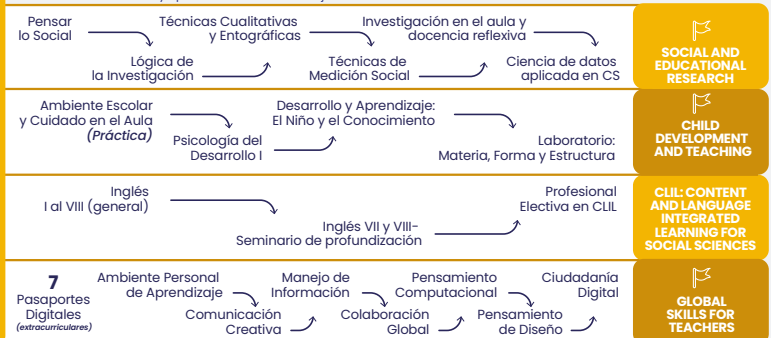 Pensar
lo Social
Lógica de
la Investigación
Técnicas Cualitativas
y Entográficas
Técnicas de
Medición Social
Investigación en el aula y
docencia reflexiva
Ciencia de datos
aplicada en CS
SOCIAL AND
EDUCATIONAL
RESEARCH
Ambiente Escolar
y Cuidado en el Aula
(Práctica)
Psicología del
Desarrollo I
Desarrollo y Aprendizaje:
El Niño y el Conocimiento
Laboratorio:
Materia, Forma y Estructura
CHILD
DEVELOPMENT
AND TEACHING
Inglés
I al VIII (general)
Inglés VII y VIII-
Seminario de profundización
Profesional
Electiva en CLIL
CLIL: CONTENT
AND LANGUAGE
INTEGRATED
LEARNING FOR
SOCIAL SCIENCES
7
Pasaportes
Digitales
(extracurriculares)
Ambiente Personal
de Aprendizaje
Comunicación
Creativa
Manejo de
Información
Colaboración
Global
Pensamiento
Computacional
Pensamiento
de Diseño
Ciudadanía
Digital
GLOBAL
SKILLS FOR
TEACHERS